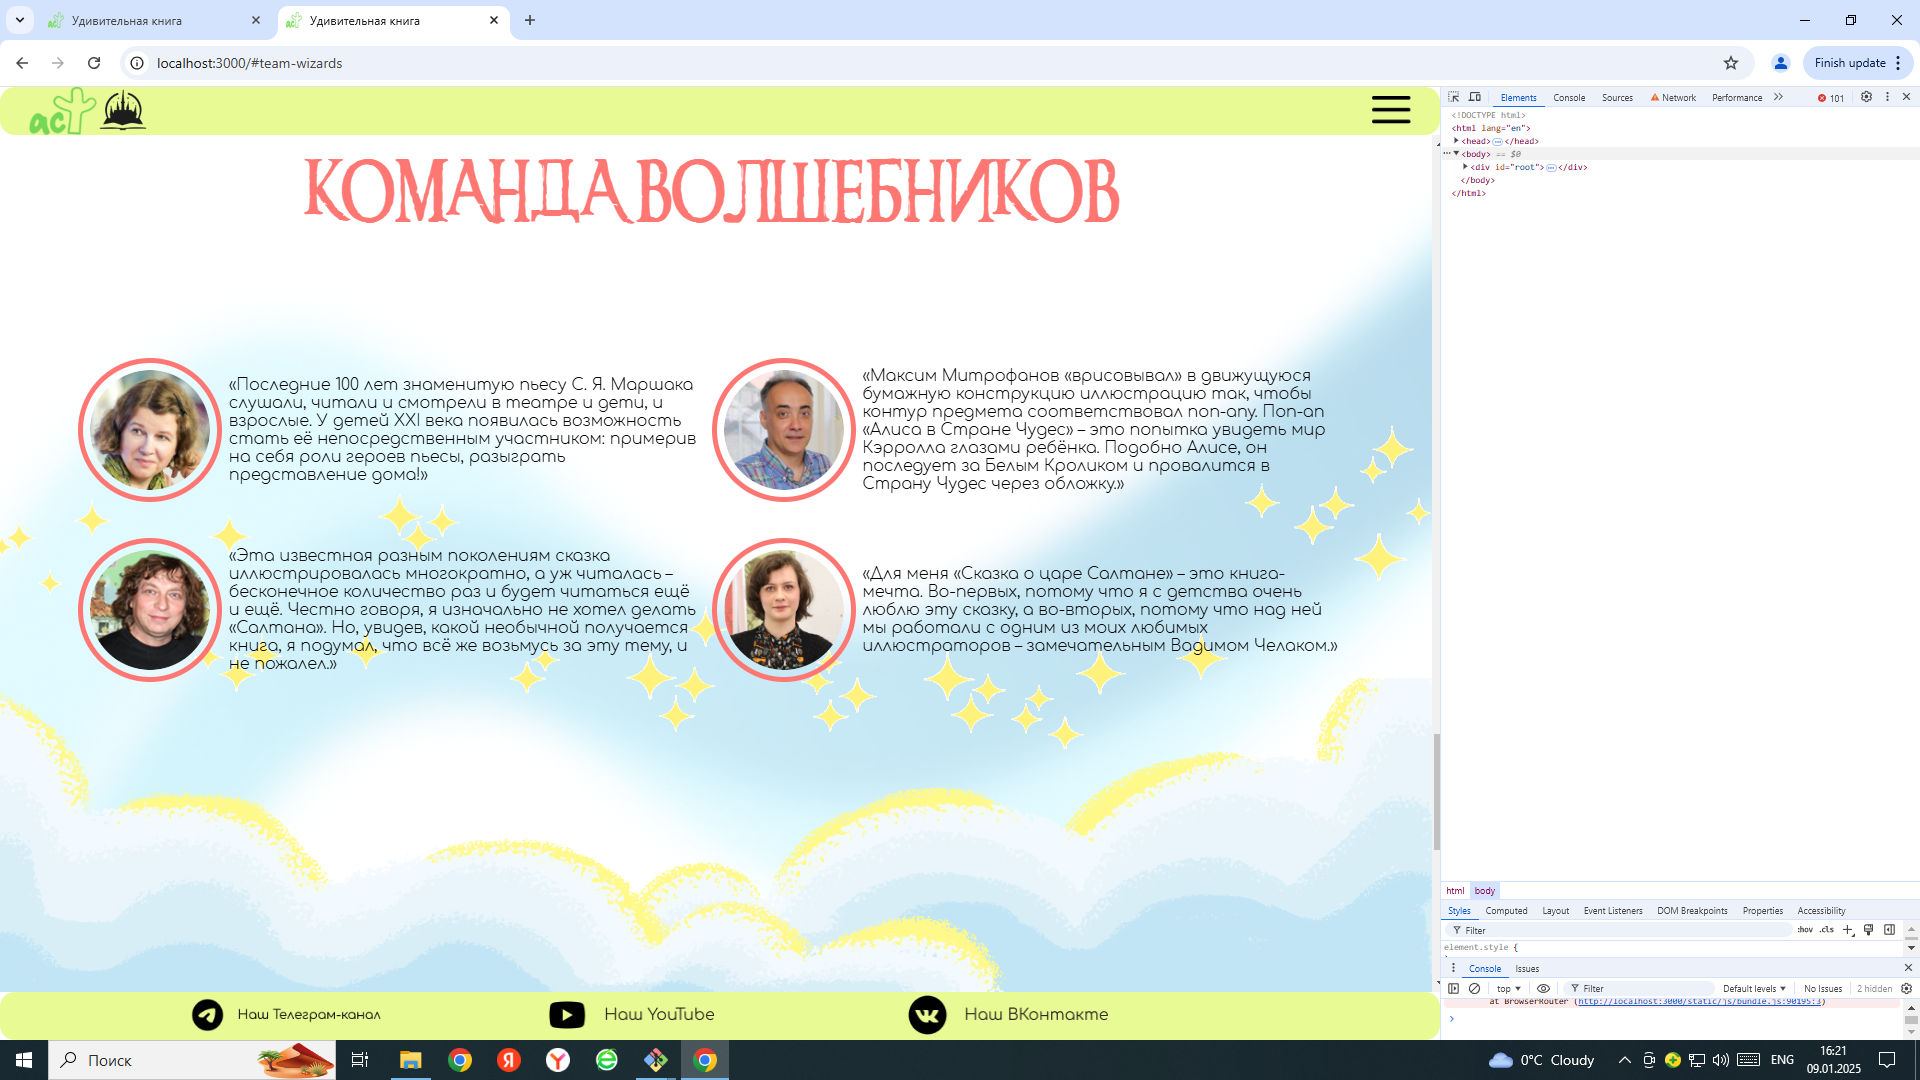 Удивительная книга
Удивительная книга
localhost:3000/#team-wizards
Finish update
аст
КОМАНДА ВОЛШЕБНИКОВ
«Последние 100 лет знаменитую пьесу С. Я. Маршака
слушали, читали и смотрели в театре и дети, и
взрослые. У детей XXI века появилась возможность
стать её непосредственным участником: примерив
на себя роли героев пьесы, разыграть
представление дома!»
«Максим Митрофанов «врисовывал» в движущуюся
бумажную конструкцию иллюстрацию так, чтобы
контур предмета соответствовал поп-апу. Поп-ап
«Алиса в Стране Чудес» – это попытка увидеть мир
Кэрролла глазами ребёнка. Подобно Алисе, он
последует за Белым Кроликом и провалится в
Страну Чудес через обложку.»
«Эта известная разным поколениям сказка
иллюстрировалась многократно, а уж читалась –
бесконечное количество раз и будет читаться ещё
и ещё. Честно говоря, я изначально не хотел делать
«Салтана». Но, увидев, какой необычной получается
книга, я подумал, что всё же возьмусь за эту тему, и
не пожалел.»
«Для меня «Сказка о царе Салтане» – это книга-
мечта. Во-первых, потому что я с детства очень
люблю эту сказку, а во-вторых, потому что над ней
мы работали с одним из моих любимых
иллюстраторов – замечательным Вадимом Челаком.»
Наш Телеграм-канал
Наш YouTube
Наш ВКонтакте
Elements Console Sources Network Performance 101
<!DOCTYPE html>
<html lang="en">
<head> </head>
<body> == $0
<div id="root"> </div>
</body>
</html>
html body
Styles Computed Layout Event Listeners DOM Breakpoints Properties Accessibility
Filter :hov .cls
element.style {
Console Issues
top Filter Default levels No Issues 2 hidden
at BrowserRouter (http://localhost:3000/static/js/bundle.js:90195:3)
Поиск
0°C Cloudy
ENG
16:21
09.01.2025